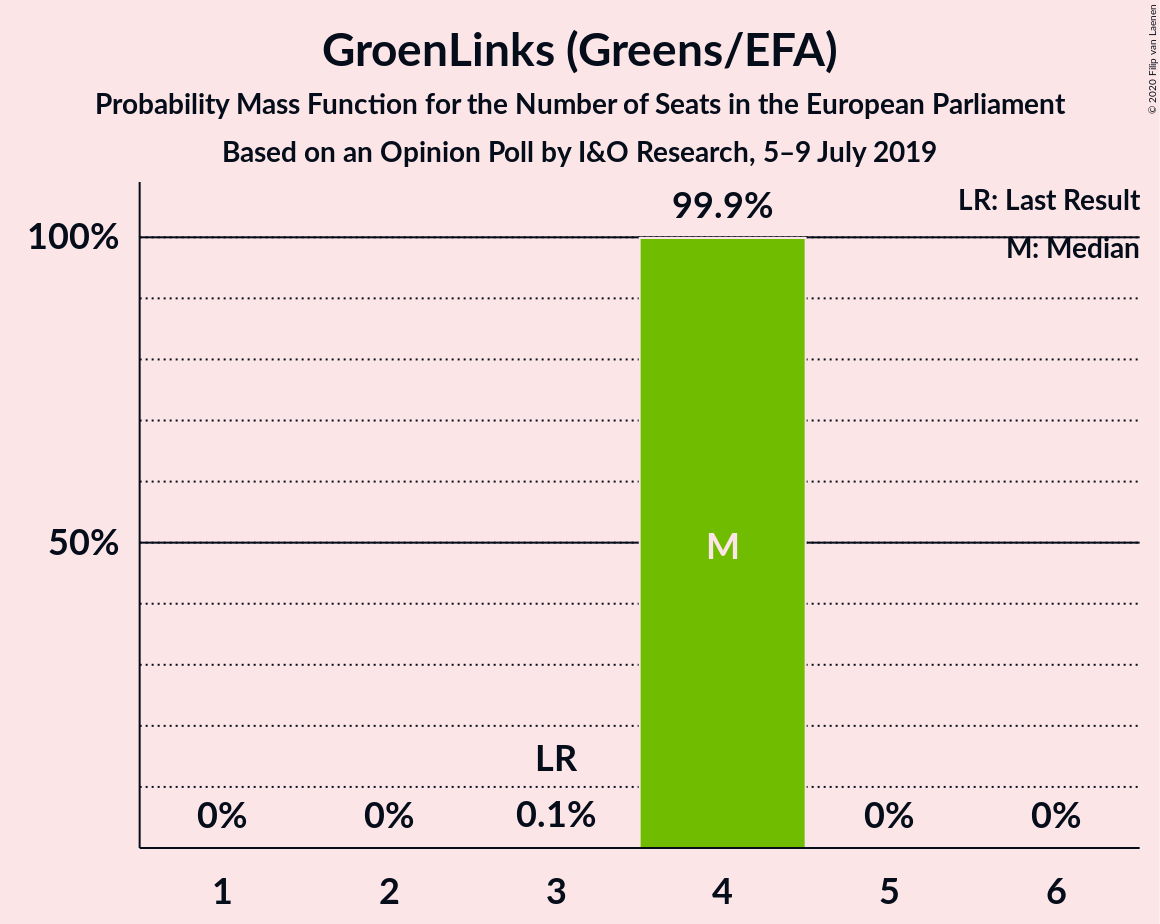 GroenLinks (Greens/EFA)
Probability Mass Function for the Number of Seats in the European Parliament
Based on an Opinion Poll by I&O Research, 5–9 July 2019
© 2020 Filip van Laenen
99.9%
LR: Last Result
100%
M: Median
50%
M
LR
0% 0% 0.1% 0% 0%
1 2 3 4 5 6